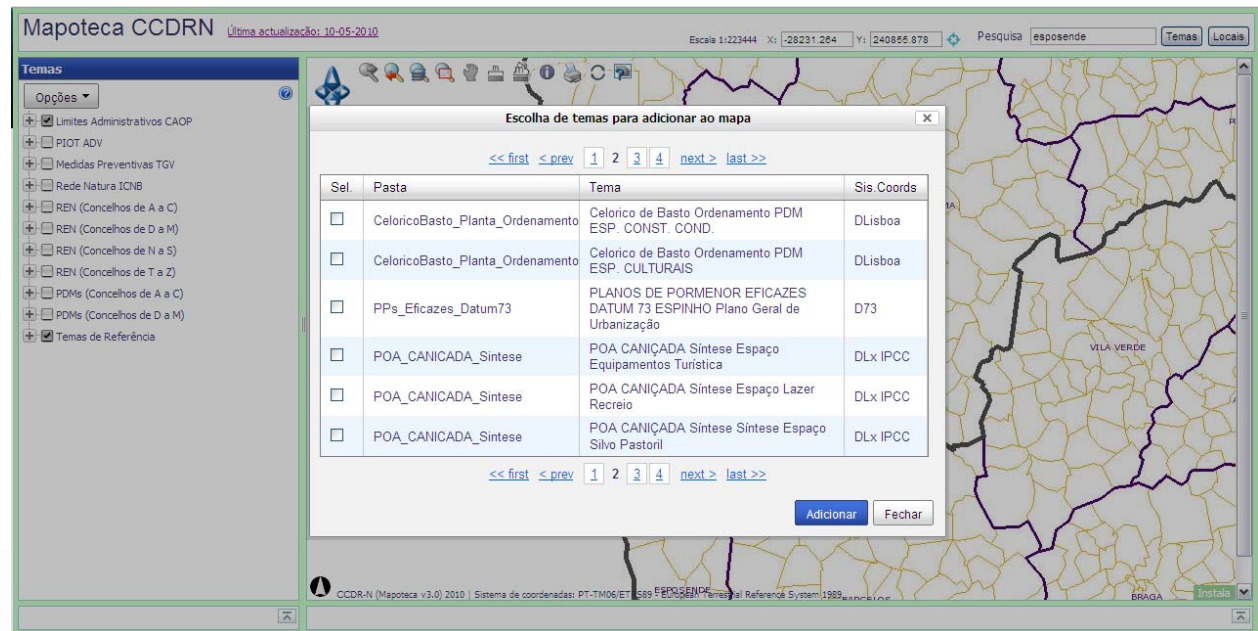 Mapoteca CCDRN Última actualização: 10-05-2010
Escala 1:223444 X: -28231.264 Y: 240855.878 Pesquisa esposende Temas Locais
Temas
Opções
Limites Administrativos CAOP
PIOT ADV
Medidas Preventivas TGV
Rede Natura ICNB
REN (Concelhos de A a C)
REN (Concelhos de D a M)
REN (Concelhos de N a S)
REN (Concelhos de T a Z)
PDMs (Concelhos de A a C)
PDMs (Concelhos de D a M)
Temas de Referência
Escolha de temas para adicionar ao mapa
<< first < prev 1 2 3 4 next > last >>
Sel. Pasta Tema Sis.Coords
CeloricoBasto_Planta_Ordenamento Celorico de Basto Ordenamento PDM
ESP. CONST. COND. DLisboa
CeloricoBasto_Planta_Ordenamento Celorico de Basto Ordenamento PDM
ESP. CULTURAIS DLisboa
PPs_Eficazes_Datum73 PLANOS DE PORMENOR EFICAZES
DATUM 73 ESPINHO Plano Geral de
Urbanização D73
POA_CANICADA_Sintese POA CANIÇADA Síntese Espaço
Equipamentos Turística DLx IPCC
POA_CANICADA_Sintese POA CANIÇADA Síntese Espaço Lazer
Recreio DLx IPCC
POA_CANICADA_Sintese POA CANIÇADA Síntese Síntese Espaço
Silvo Pastoril DLx IPCC
<< first < prev 1 2 3 4 next > last >>
Adicionar Fechar
VILA VERDE
ESPOSENDE
BRAGA
Instala
CCDR-N (Mapoteca v3.0) 2010 | Sistema de coordenadas: PT-TM06/ETRS89 - European Terrestrial Reference System 1989